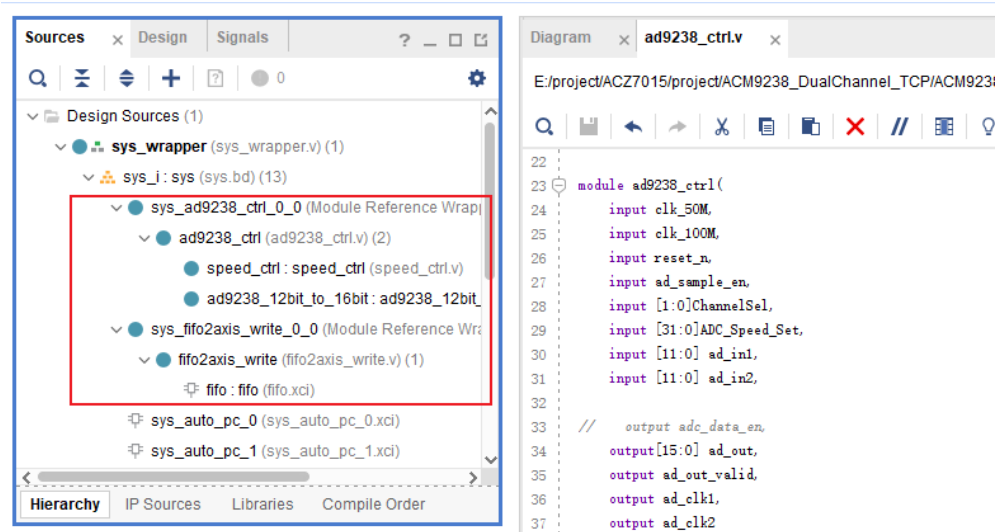 Sources Design Signals
0
Design Sources (1)
sys_wrapper (sys_wrapper.v) (1)
sys_i : sys (sys.bd) (13)
sys_ad9238_ctrl_0_0 (Module Reference Wrap
ad9238_ctrl (ad9238_ctrl.v) (2)
speed_ctrl : speed_ctrl (speed_ctrl.v)
ad9238_12bit_to_16bit : ad9238_12bit_
sys_fifo2axis_write_0_0 (Module Reference Wra
fifo2axis_write (fifo2axis_write.v) (1)
fifo : fifo (fifo.xci)
sys_auto_pc_0 (sys_auto_pc_0.xci)
sys_auto_pc_1 (sys_auto_pc_1.xci)
Hierarchy IP Sources Libraries Compile Order
Diagram ad9238_ctrl.v
E:/project/ACZ7015/project/ACM9238_DualChannel_TCP/ACM9238
22
23 module ad9238_ctrl(
24 input clk_50M,
25 input clk_100M,
26 input reset_n,
27 input ad_sample_en,
28 input [1:0]ChannelSel,
29 input [31:0]ADC_Speed_Set,
30 input [11:0] ad_in1,
31 input [11:0] ad_in2,
32
33 // output adc_data_en,
34 output[15:0] ad_out,
35 output ad_out_valid,
36 output ad_clk1,
37 output ad_clk2